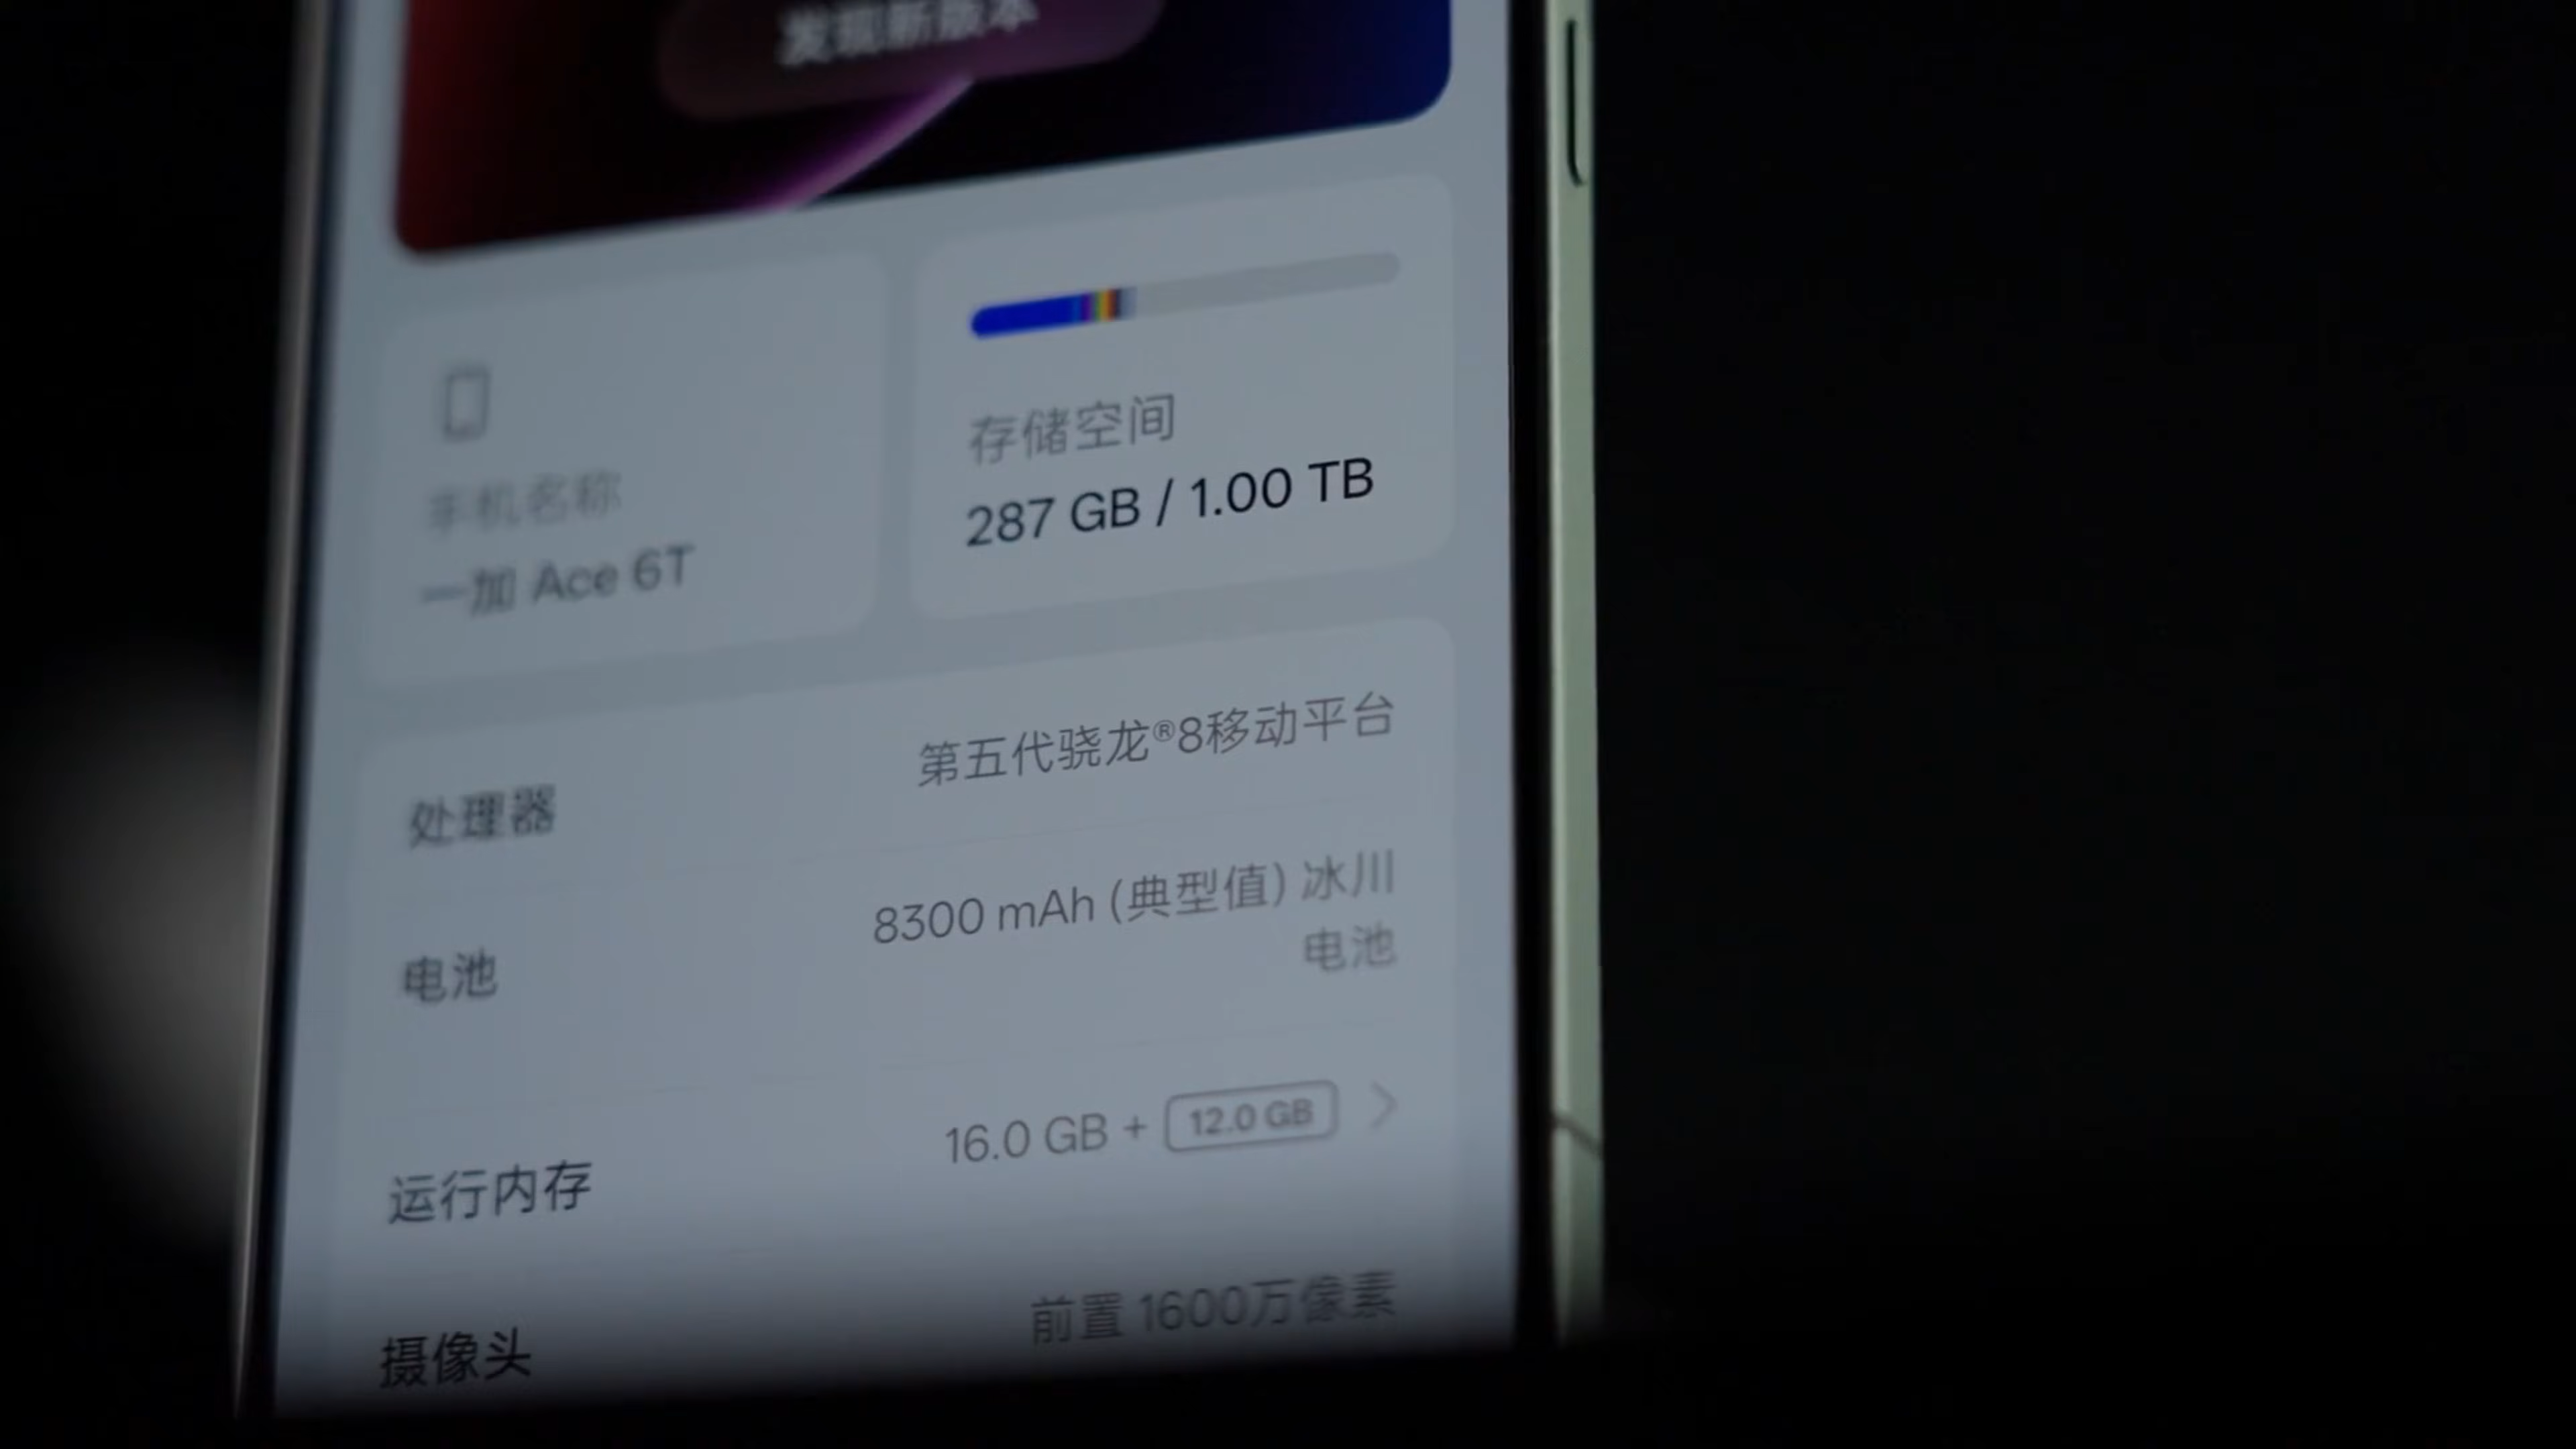 发现新版本
手机名称
一加 Ace 6T
存储空间
287 GB / 1.00 TB
处理器
第五代骁龙®8移动平台
电池
8300 mAh (典型值) 冰川
电池
运行内存
16.0 GB + 12.0 GB
摄像头
前置 1600万像素